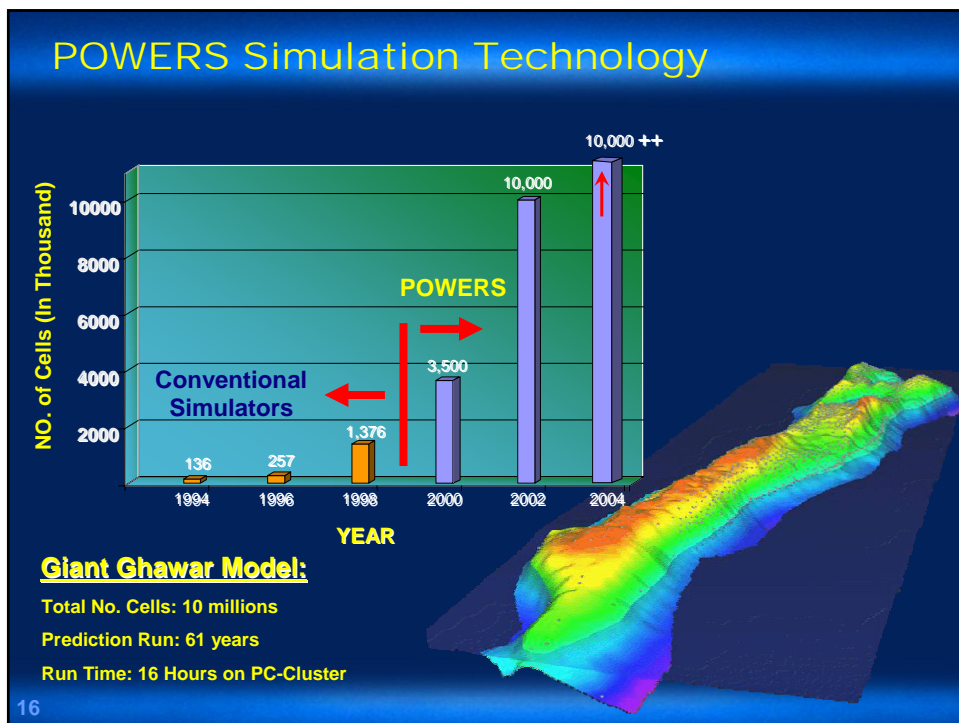 POWERS Simulation Technology
NO. of Cells (In Thousand)
10000
8000
6000
4000
2000
136
257
1,376
3,500
10,000
10,000 ++
Conventional
Simulators
POWERS
1994 1996 1998 2000 2002 2004
YEAR
Giant Ghawar Model:
Total No. Cells: 10 millions
Prediction Run: 61 years
Run Time: 16 Hours on PC-Cluster
16